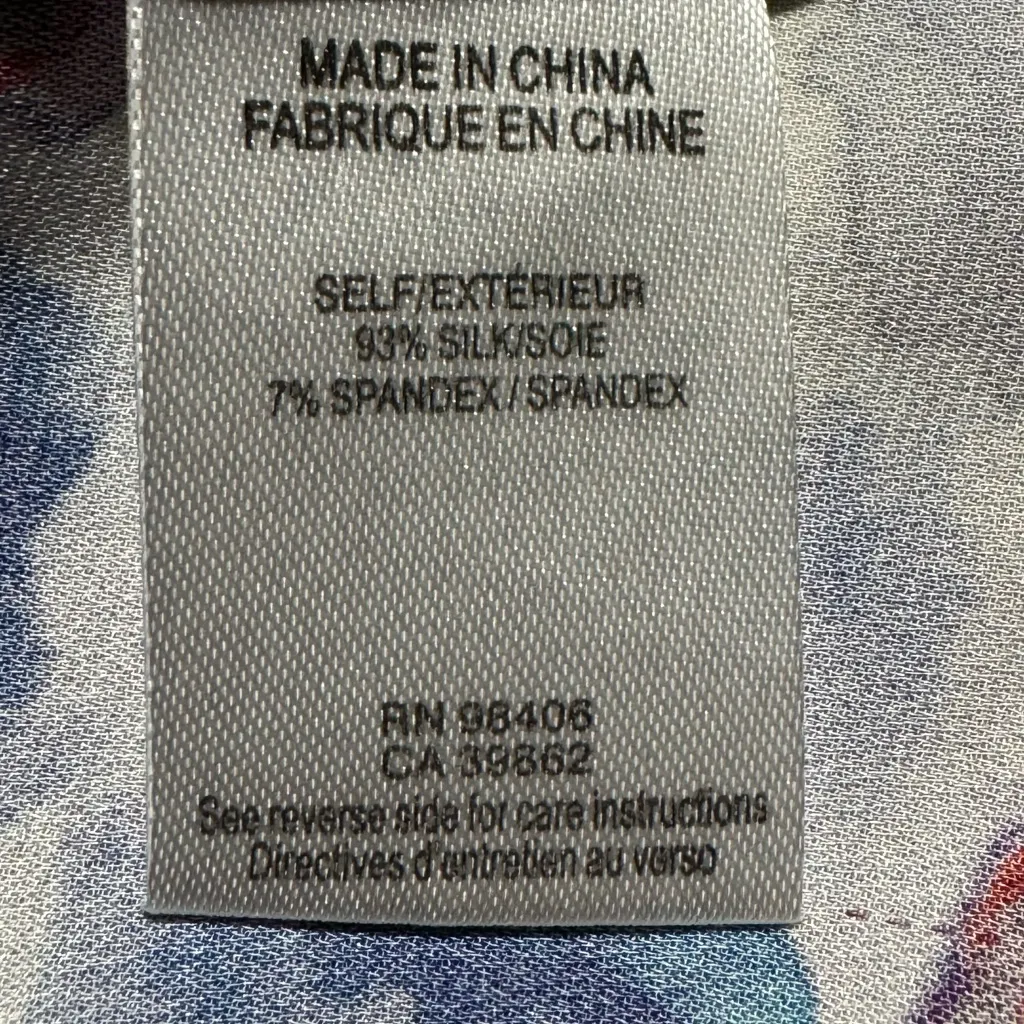 MADE IN CHINA
FABRIQUE EN CHINE
SELF/EXTÉRIEUR
93% SILK/SOIE
7% SPANDEX / SPANDEX
RN 98406
CA 39862
See reverse side for care instructions
Directives d'entretien au verso